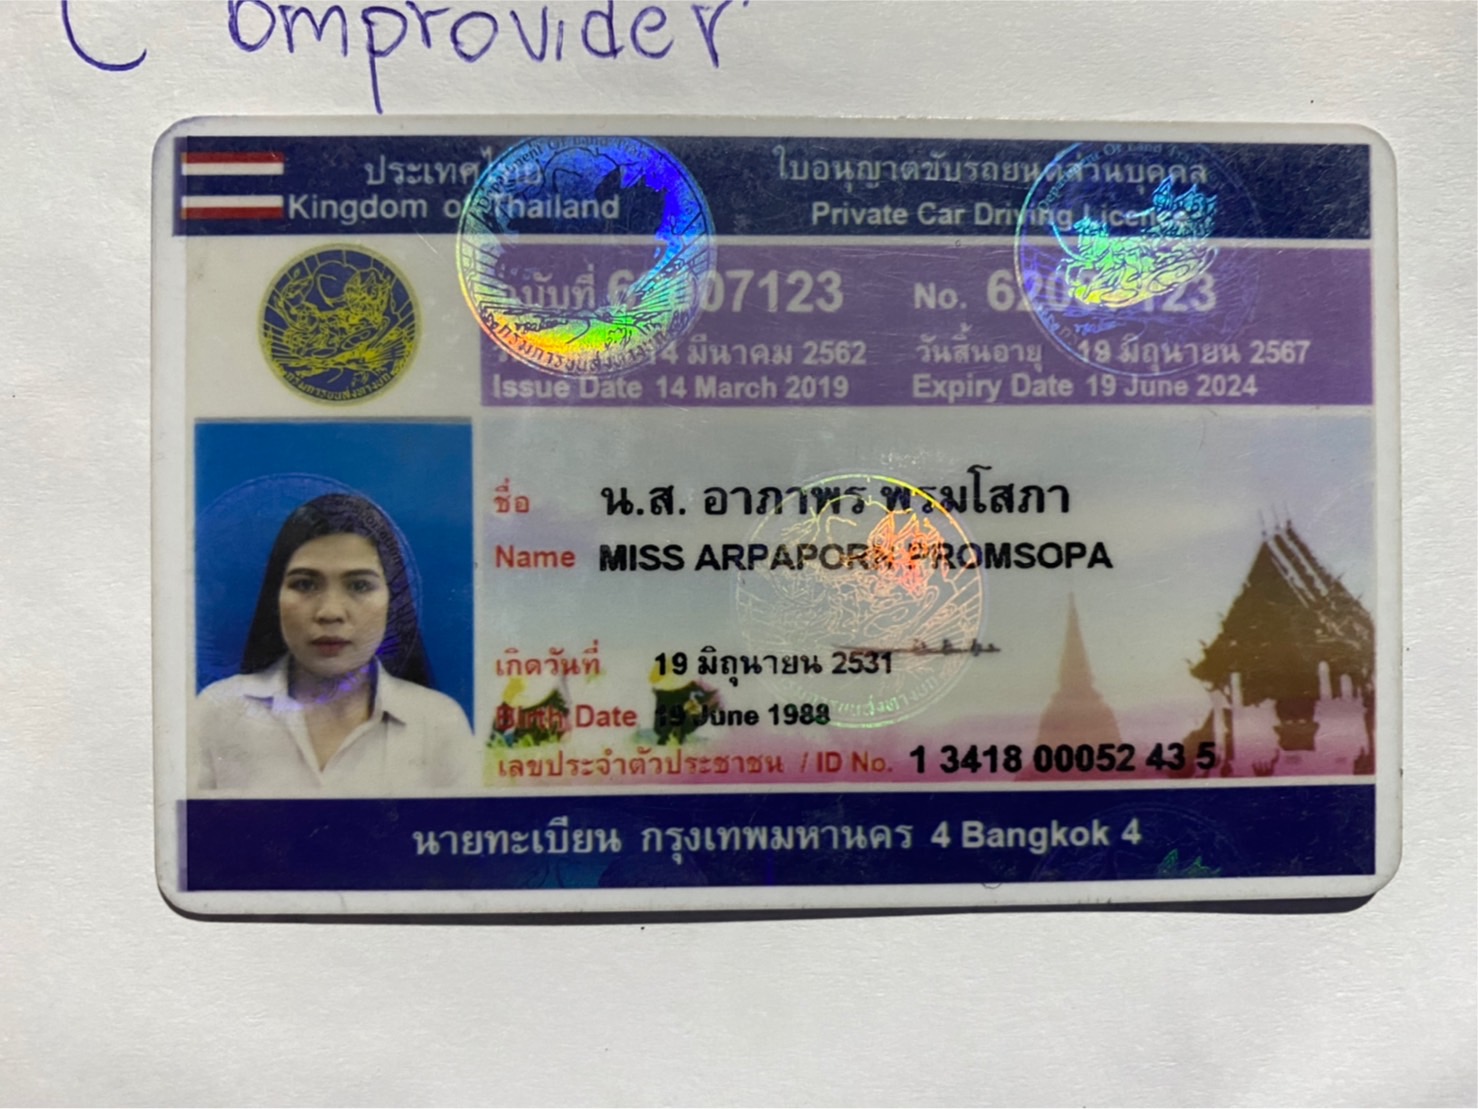 omprovider
ประเทศไทย
Kingdom of Thailand
ใบอนุญาตขับรถยนต์ส่วนบุคคล
Private Car Driving Licence
ฉบับที่
No.
14 มีนาคม 2562
Issue Date 14 March 2019
วันสิ้นอายุ 19 มิถุนายน 2567
Expiry Date 19 June 2024
ชื่อ น.ส. อาภาพร พรมโสภา
Name MISS ARPAPORN PROMSOPA
เกิดวันที่ 19 มิถุนายน 2531
Birth Date 19 June 1988
เลขประจำตัวประชาชน / ID No. 1 3418 00052 43 5
นายทะเบียน กรุงเทพมหานคร 4 Bangkok 4